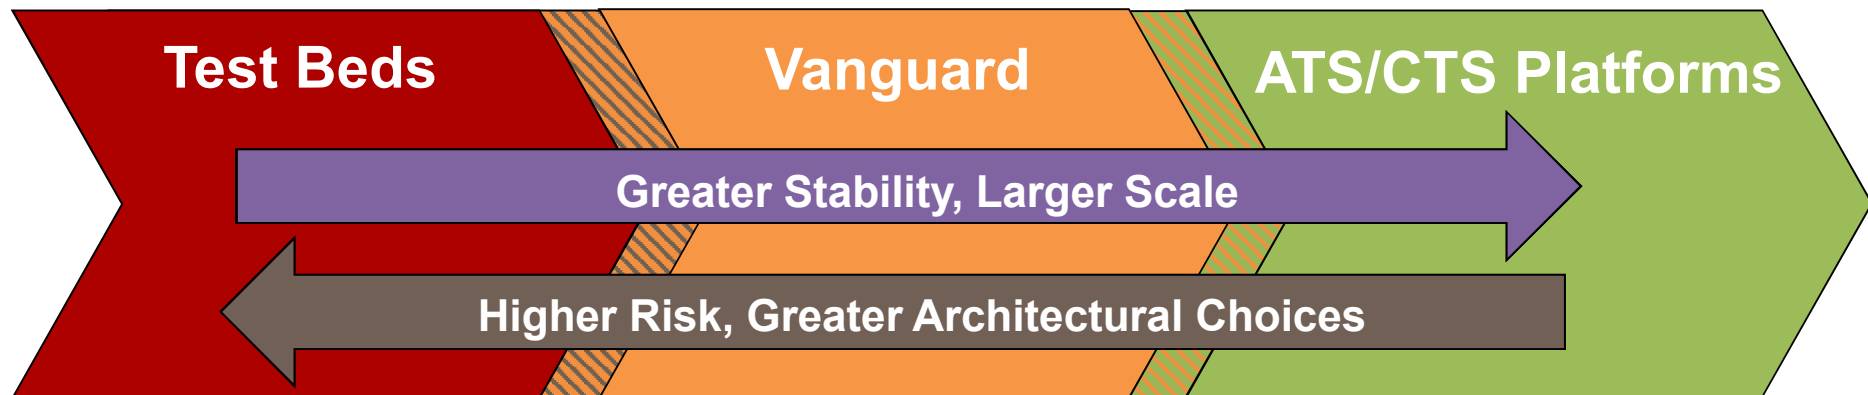 Test Beds
Vanguard
ATS/CTS Platforms
Greater Stability, Larger Scale
Higher Risk, Greater Architectural Choices